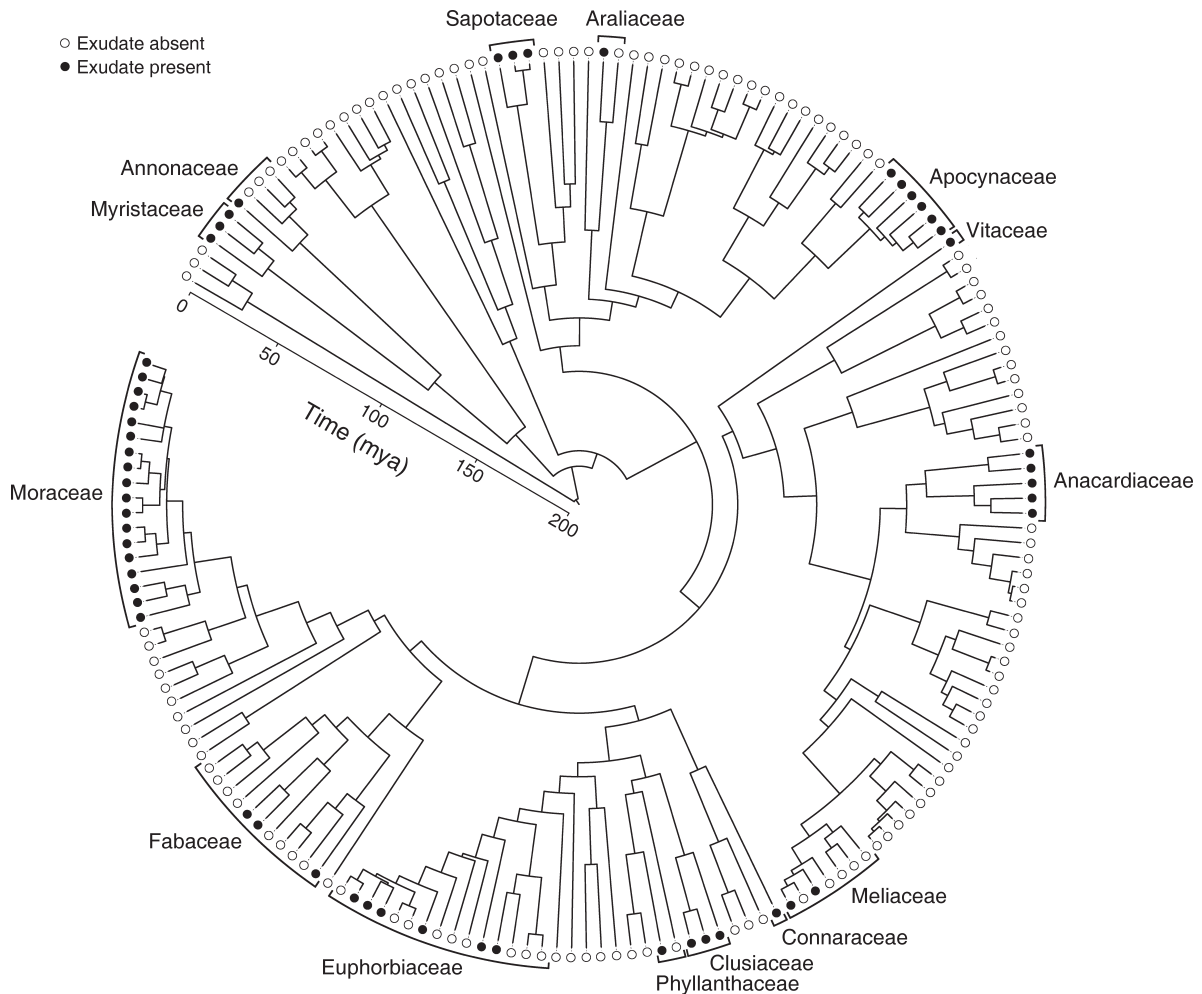 Sapotaceae
Araliaceae
Exudate absent
Exudate present
Annonaceae
Myristaceae
Apocynaceae
Vitaceae
0
50
100
150
200
Time (mya)
Moraceae
Anacardiaceae
Fabaceae
Meliaceae
Connaraceae
Euphorbiaceae
Clusiaceae
Phyllanthaceae